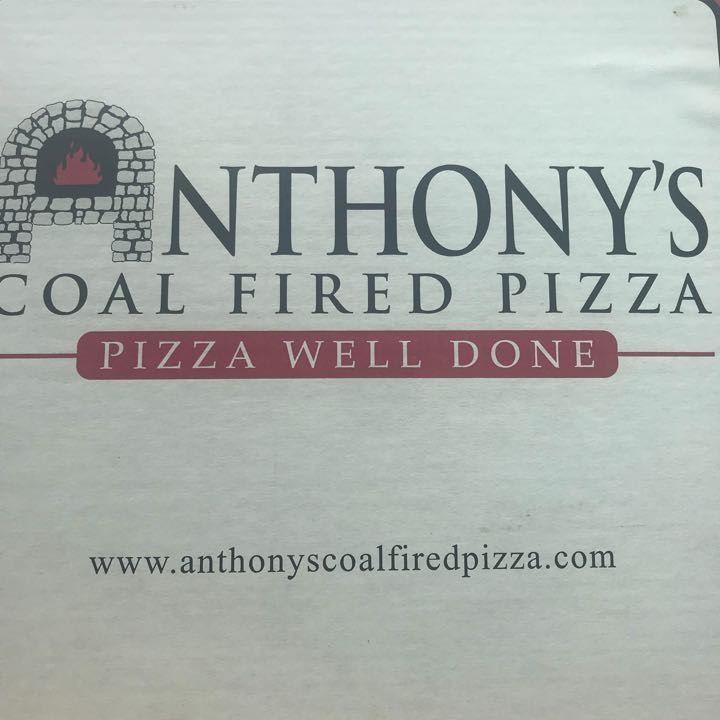 ANTHONY'S
COAL FIRED PIZZA
PIZZA WELL DONE
www.anthonyscoalfiredpizza.com